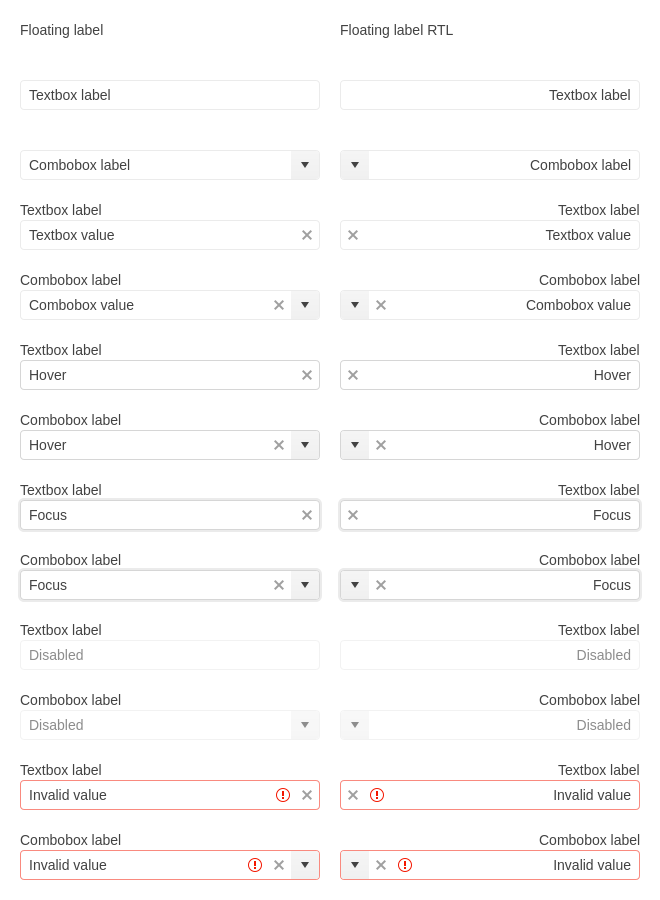 Floating label
Floating label RTL
Textbox label
Textbox label
Combobox label
Combobox label
Textbox label
Textbox label
Textbox value
Textbox value
Combobox label
Combobox label
Combobox value
Combobox value
Textbox label
Textbox label
Hover
Hover
Combobox label
Combobox label
Hover
Hover
Textbox label
Textbox label
Focus
Focus
Combobox label
Combobox label
Focus
Focus
Textbox label
Textbox label
Disabled
Disabled
Combobox label
Combobox label
Disabled
Disabled
Textbox label
Textbox label
Invalid value
Invalid value
Combobox label
Combobox label
Invalid value
Invalid value